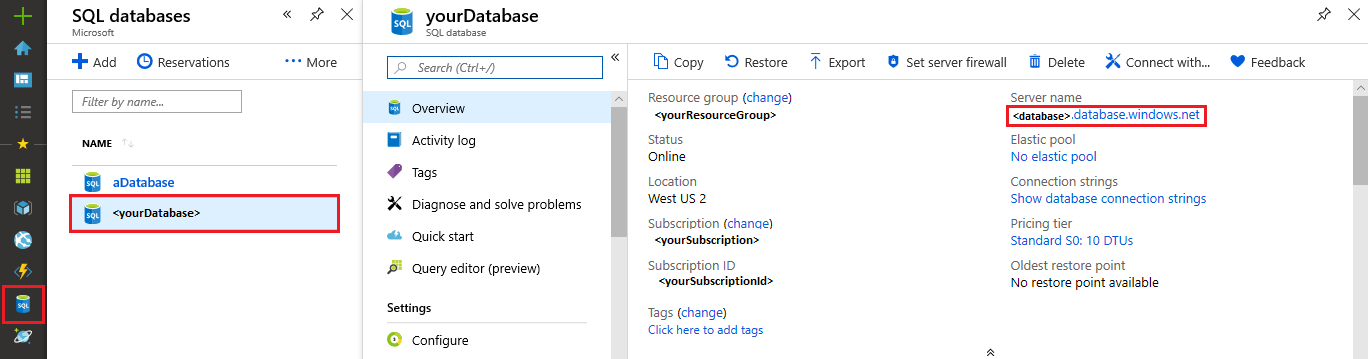 SQL databases
Microsoft
Add
Reservations
More
Filter by name...
NAME
SQL
aDatabase
SQL
<yourDatabase>
SQL
SQL
yourDatabase
SQL database
Search (Ctrl+/)
SQL
Overview
Activity log
Tags
Diagnose and solve problems
Quick start
Query editor (preview)
Settings
Configure
Copy
Restore
Export
Set server firewall
Delete
Connect with...
Feedback
Resource group (change)
<yourResourceGroup>
Status
Online
Location
West US 2
Subscription (change)
<yourSubscription>
Subscription ID
<yourSubscriptionId>
Tags (change)
Click here to add tags
Server name
<database>.database.windows.net
Elastic pool
No elastic pool
Connection strings
Show database connection strings
Pricing tier
Standard S0: 10 DTUs
Oldest restore point
No restore point available